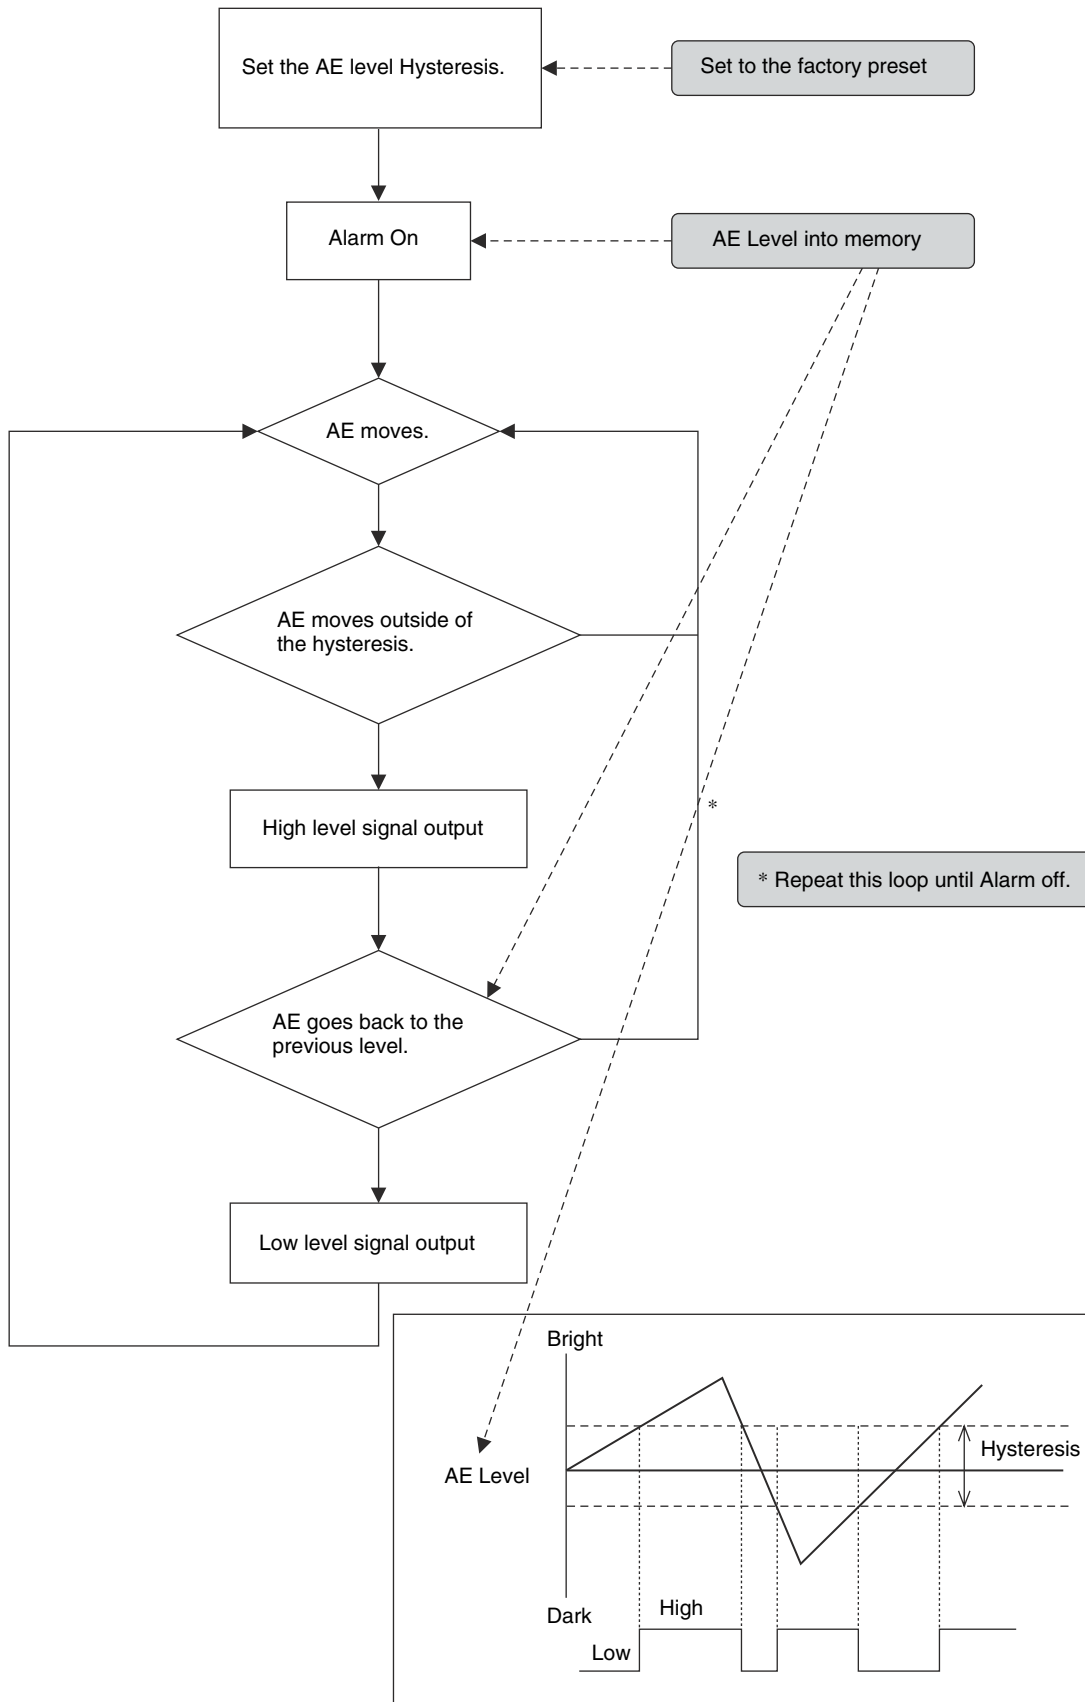 Set the AE level Hysteresis.
Set to the factory preset
Alarm On
AE Level into memory
AE moves.
AE moves outside of
the hysteresis.
High level signal output
*
* Repeat this loop until Alarm off.
AE goes back to the
previous level.
Low level signal output
Bright
Hysteresis
AE Level
Dark
High
Low